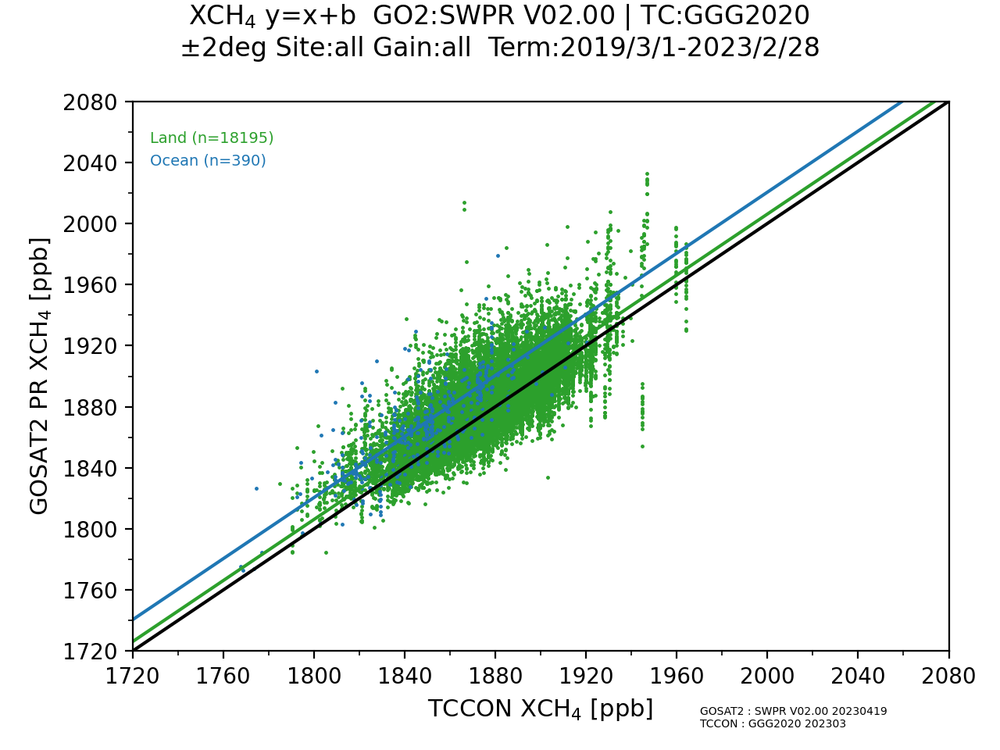 XCH₄ y=x+b  GO2:SWPR V02.00 | TC:GGG2020
±2deg Site:all Gain:all  Term:2019/3/1-2023/2/28
Land (n=18195)
Ocean (n=390)
GOSAT2 PR XCH₄ [ppb]
2080
2040
2000
1960
1920
1880
1840
1800
1760
1720
1720 1760 1800 1840 1880 1920 1960 2000 2040 2080
TCCON XCH₄ [ppb]
GOSAT2 : SWPR V02.00 20230419
TCCON : GGG2020 202303